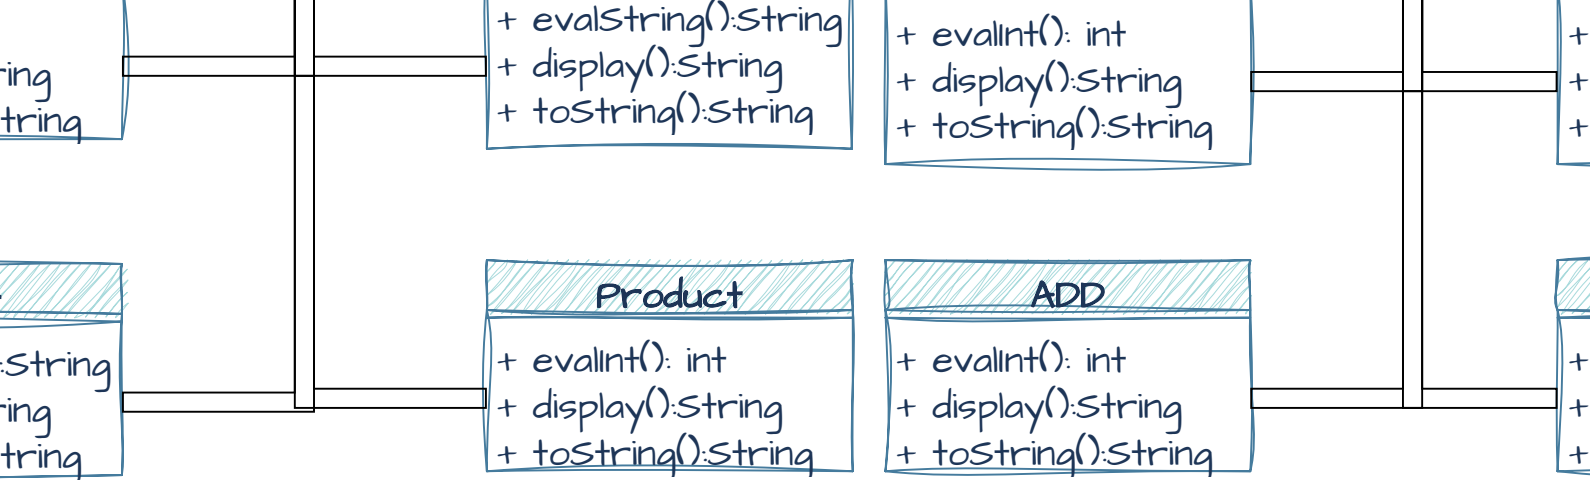 + evalString():String
+ display():String
+ toString():String
+ evalInt(): int
+ display():String
+ toString():String
+
+
+
Product
+ evalInt(): int
+ display():String
+ toString():String
ADD
+ evalInt(): int
+ display():String
+ toString():String
:String
+
+
+